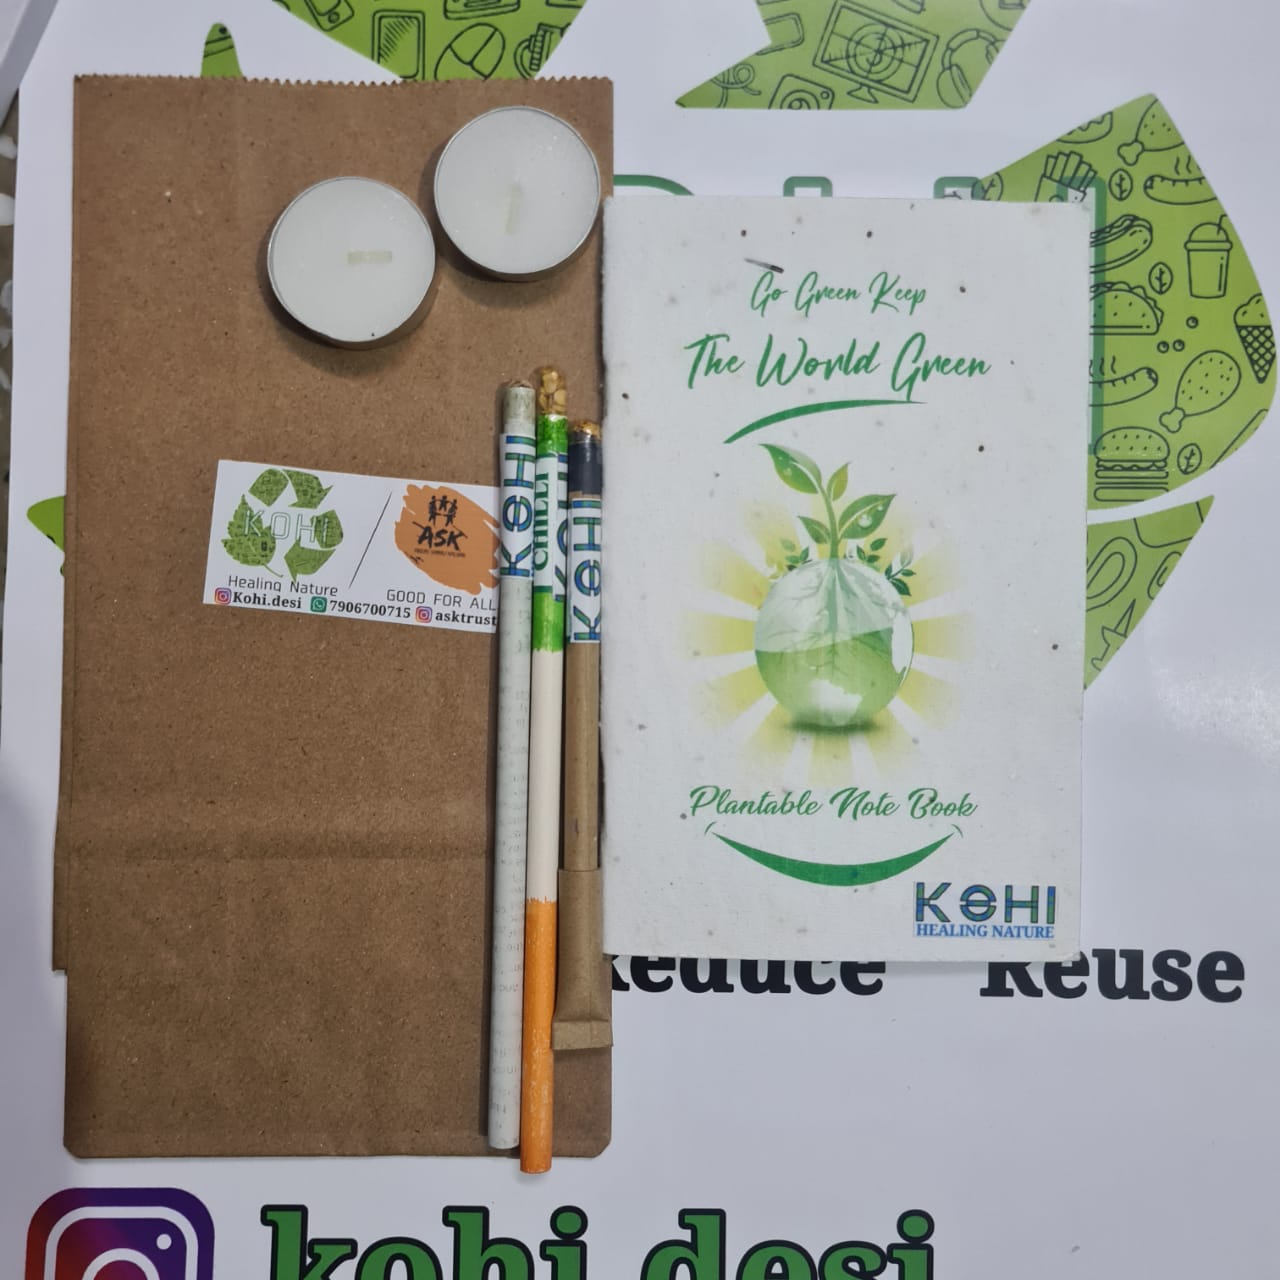 Go Green Keep
The World Green
KOHI
ASK
Healing Nature
GOOD FOR ALL
Kohi.desi 7906700715 asktrust
KOHI
CHILLI
KOHI
KOHI
Plantable Note Book
KOHI
HEALING NATURE
Reduce Reuse
kohi.desi